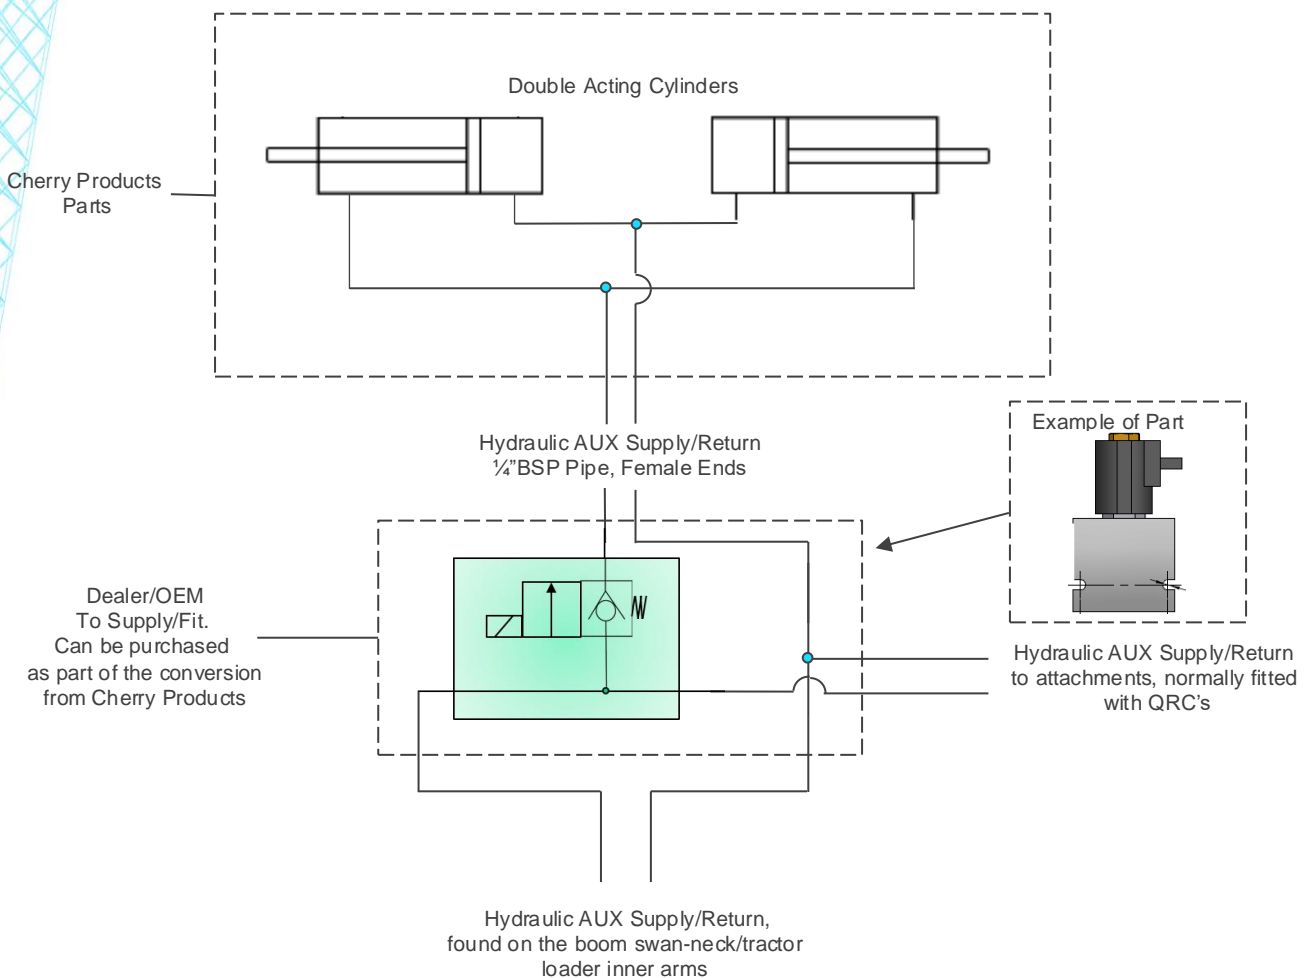 Double Acting Cylinders
Cherry Products
Parts
Example of Part
Hydraulic AUX Supply/Return
¼”BSP Pipe, Female Ends
Dealer/OEM
To Supply/Fit.
Can be purchased
as part of the conversion
from Cherry Products
Hydraulic AUX Supply/Return
to attachments, normally fitted
with QRC’s
Hydraulic AUX Supply/Return,
found on the boom swan-neck/tractor
loader inner arms